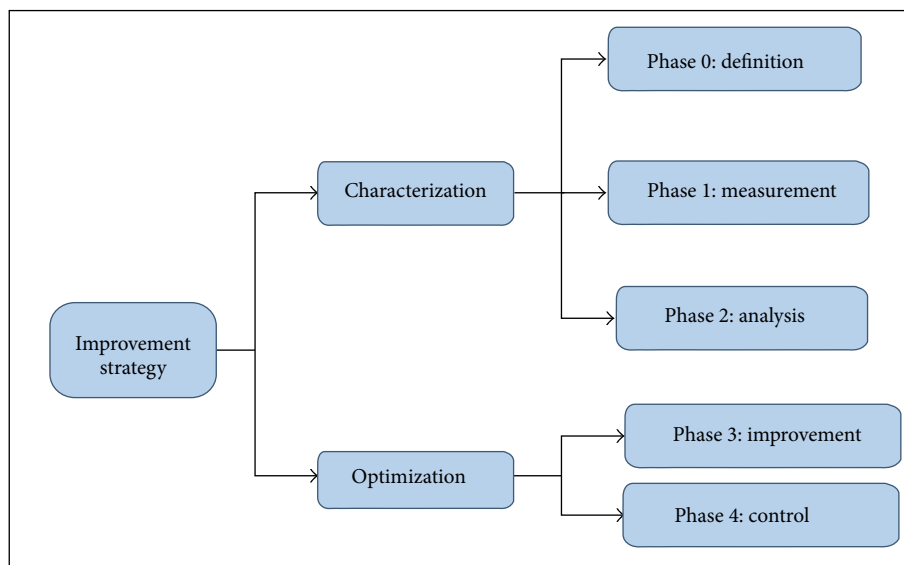 Improvement
strategy
Characterization
Optimization
Phase 0: definition
Phase 1: measurement
Phase 2: analysis
Phase 3: improvement
Phase 4: control